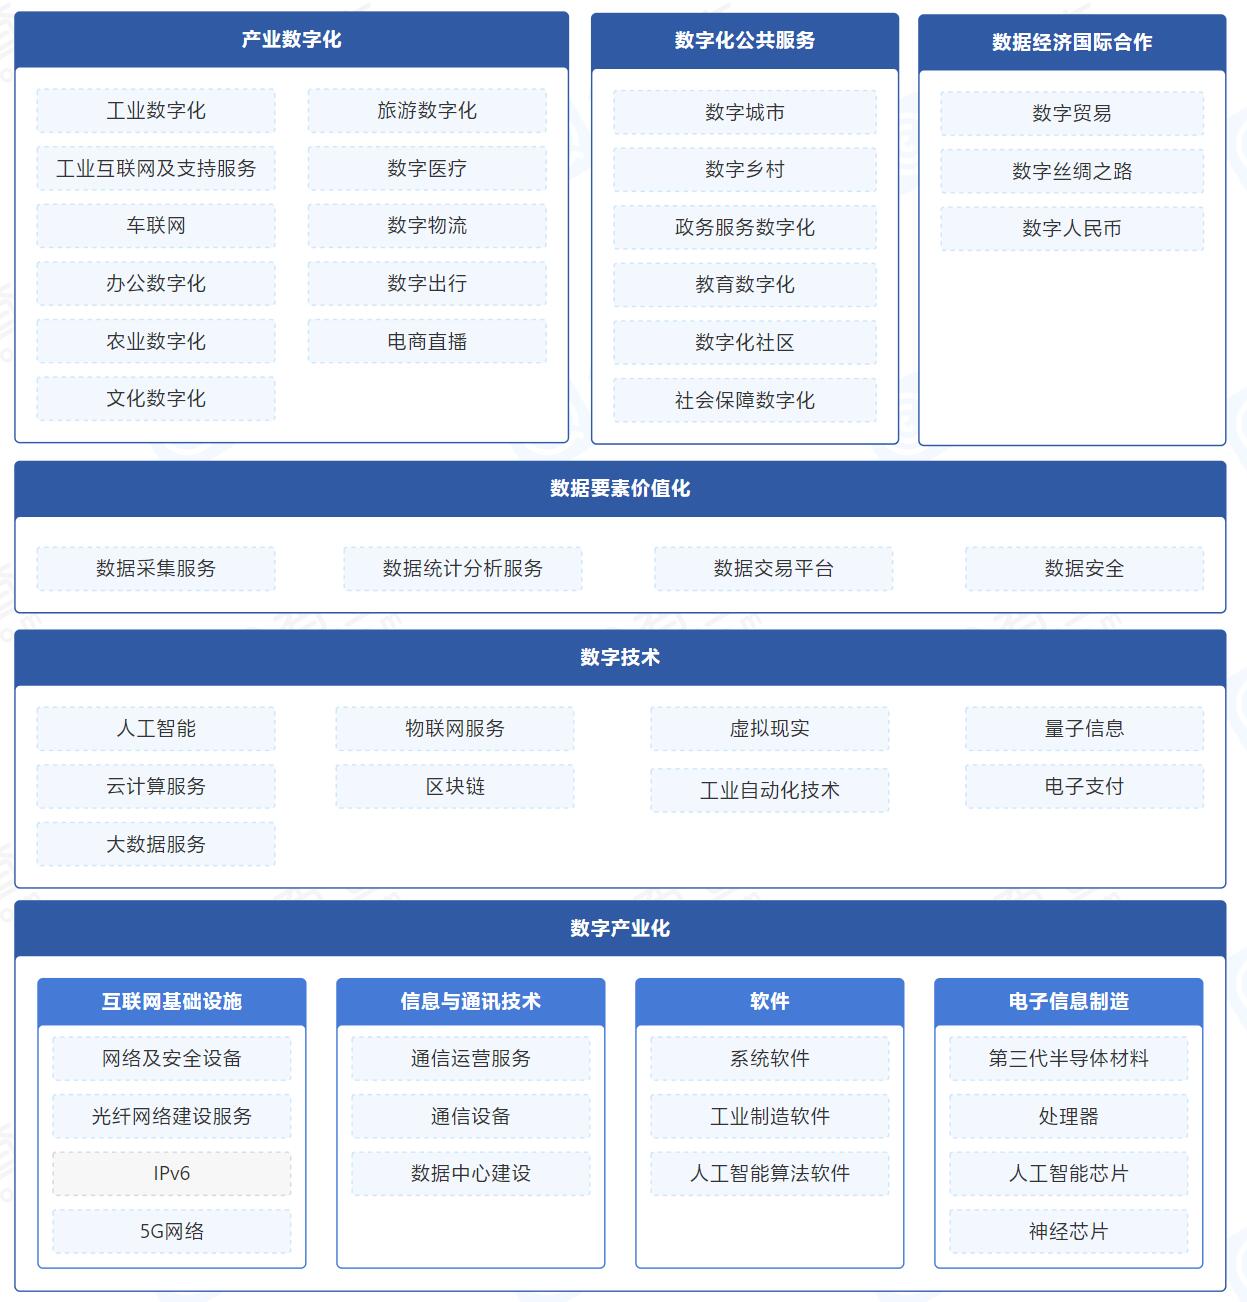 产业数字化
工业数字化
旅游数字化
工业互联网及支持服务
数字医疗
车联网
数字物流
办公数字化
数字出行
农业数字化
电商直播
文化数字化
数字化公共服务
数字城市
数字乡村
政务服务数字化
教育数字化
数字化社区
社会保障数字化
数据经济国际合作
数字贸易
数字丝绸之路
数字人民币
数据要素价值化
数据采集服务
数据统计分析服务
数据交易平台
数据安全
数字技术
人工智能
物联网服务
虚拟现实
量子信息
云计算服务
区块链
工业自动化技术
电子支付
大数据服务
数字产业化
互联网基础设施
网络及安全设备
光纤网络建设服务
IPv6
5G网络
信息与通讯技术
通信运营服务
通信设备
数据中心建设
软件
系统软件
工业制造软件
人工智能算法软件
电子信息制造
第三代半导体材料
处理器
人工智能芯片
神经芯片